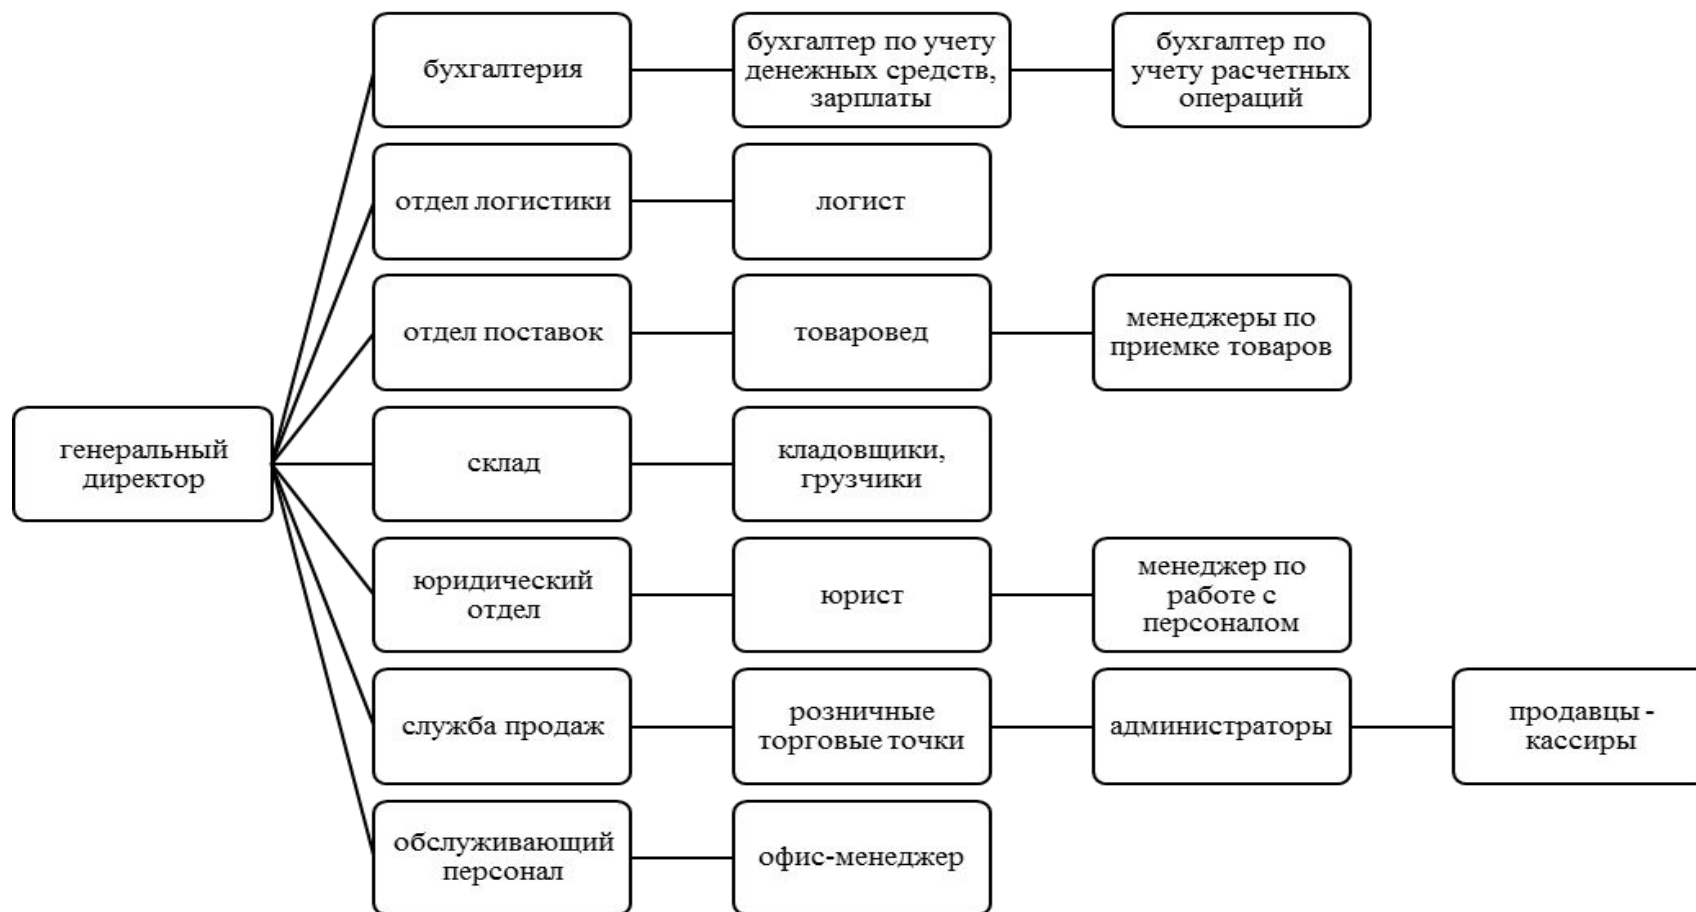 бухгалтерия
бухгалтер по учету
денежных средств,
зарплаты
бухгалтер по
учету расчетных
операций
отдел логистики
логист
отдел поставок
товаровед
менеджеры по
приемке товаров
генеральный
директор
склад
кладовщики,
грузчики
юридический
отдел
юрист
менеджер по
работе с
персоналом
служба продаж
розничные
торговые точки
администраторы
продавцы -
кассиры
обслуживающий
персонал
офис-менеджер